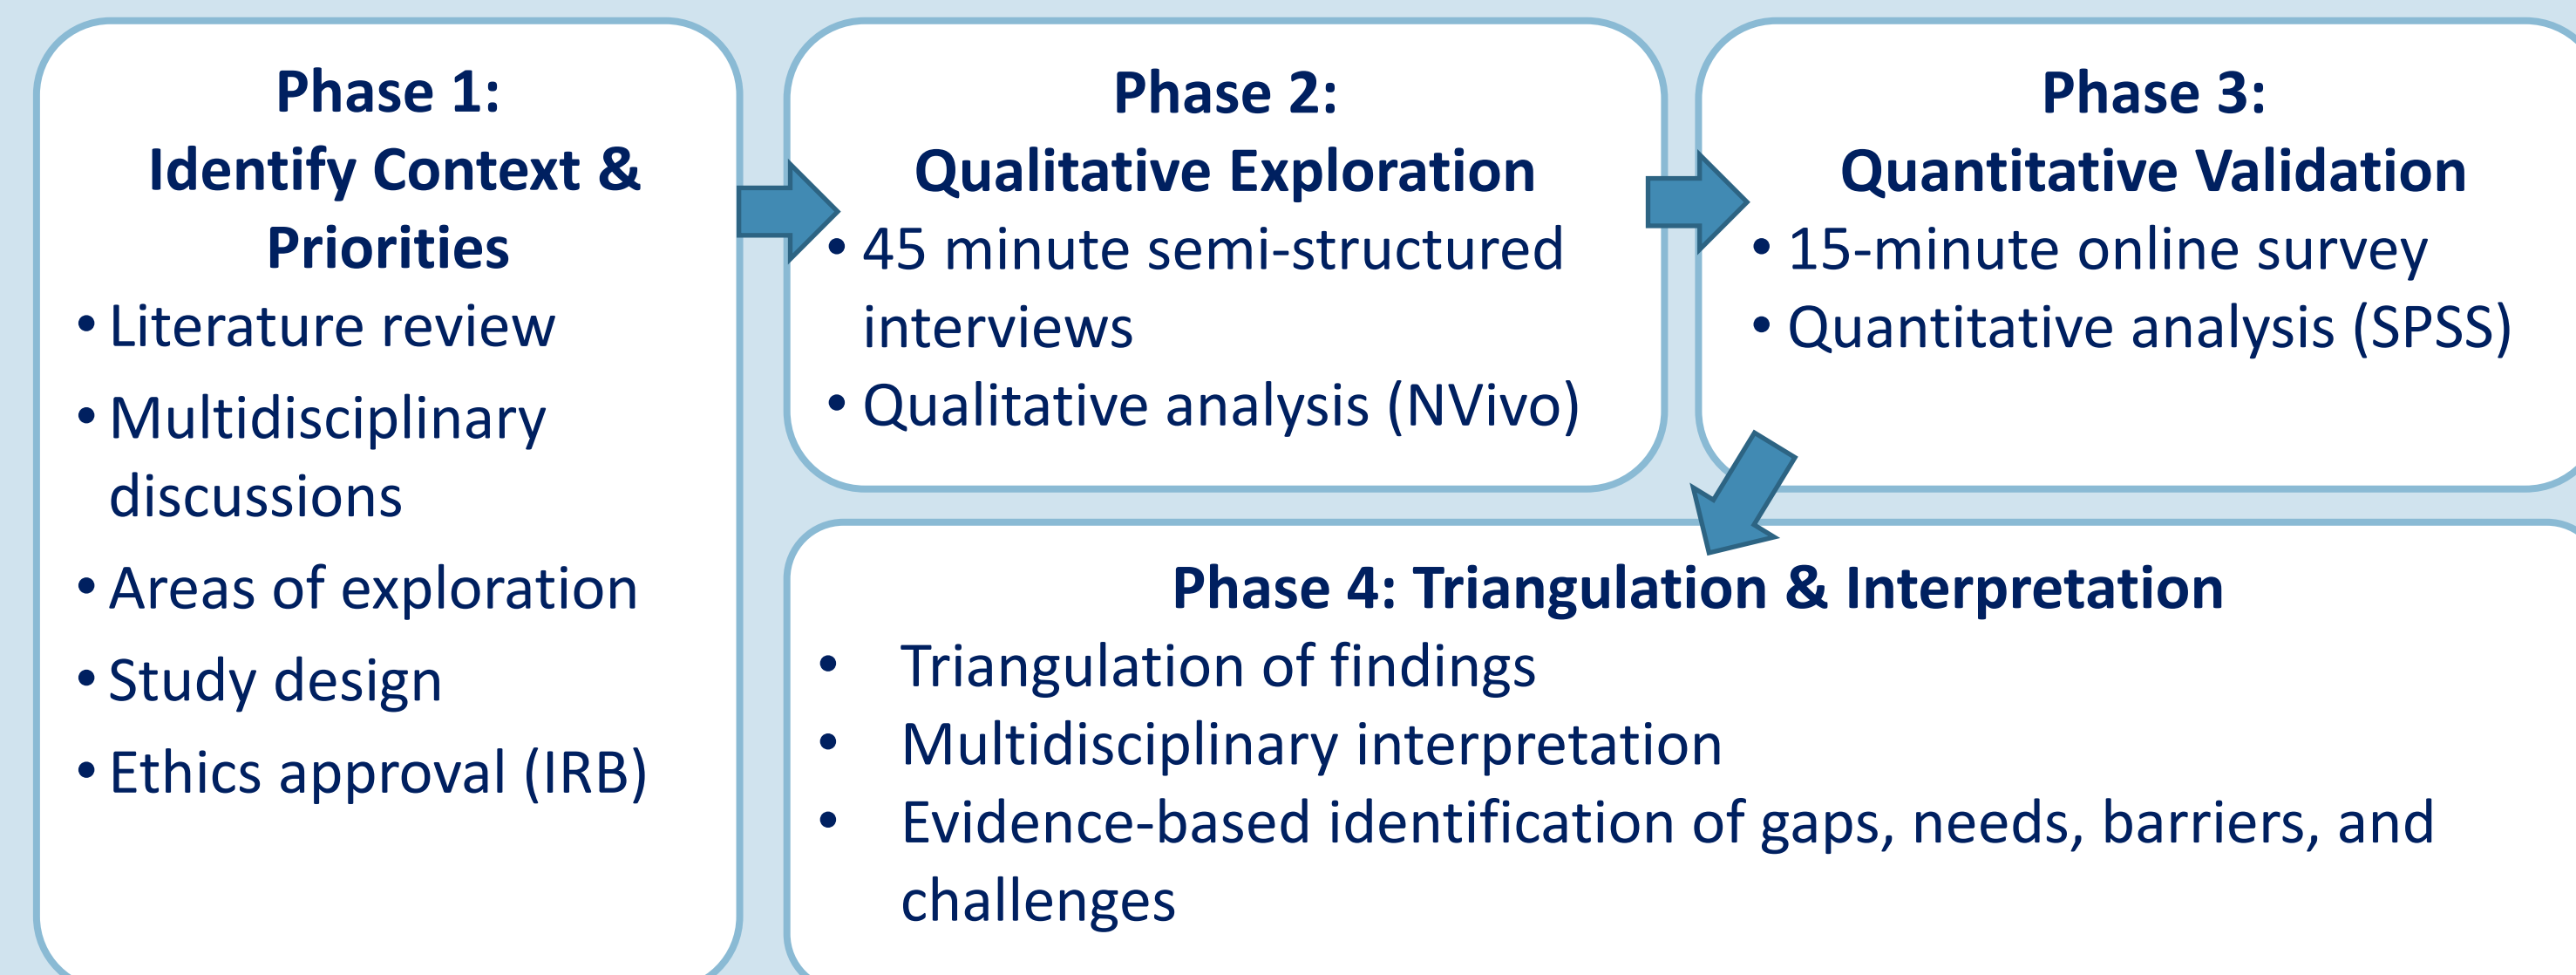 Phase 1:
Identify Context &
Priorities
• Literature review
• Multidisciplinary
discussions
• Areas of exploration
• Study design
• Ethics approval (IRB)
Phase 2:
Qualitative Exploration
• 45 minute semi-structured
interviews
• Qualitative analysis (NVivo)
Phase 3:
Quantitative Validation
• 15-minute online survey
• Quantitative analysis (SPSS)
Phase 4: Triangulation & Interpretation
• Triangulation of findings
• Multidisciplinary interpretation
• Evidence-based identification of gaps, needs, barriers, and
challenges